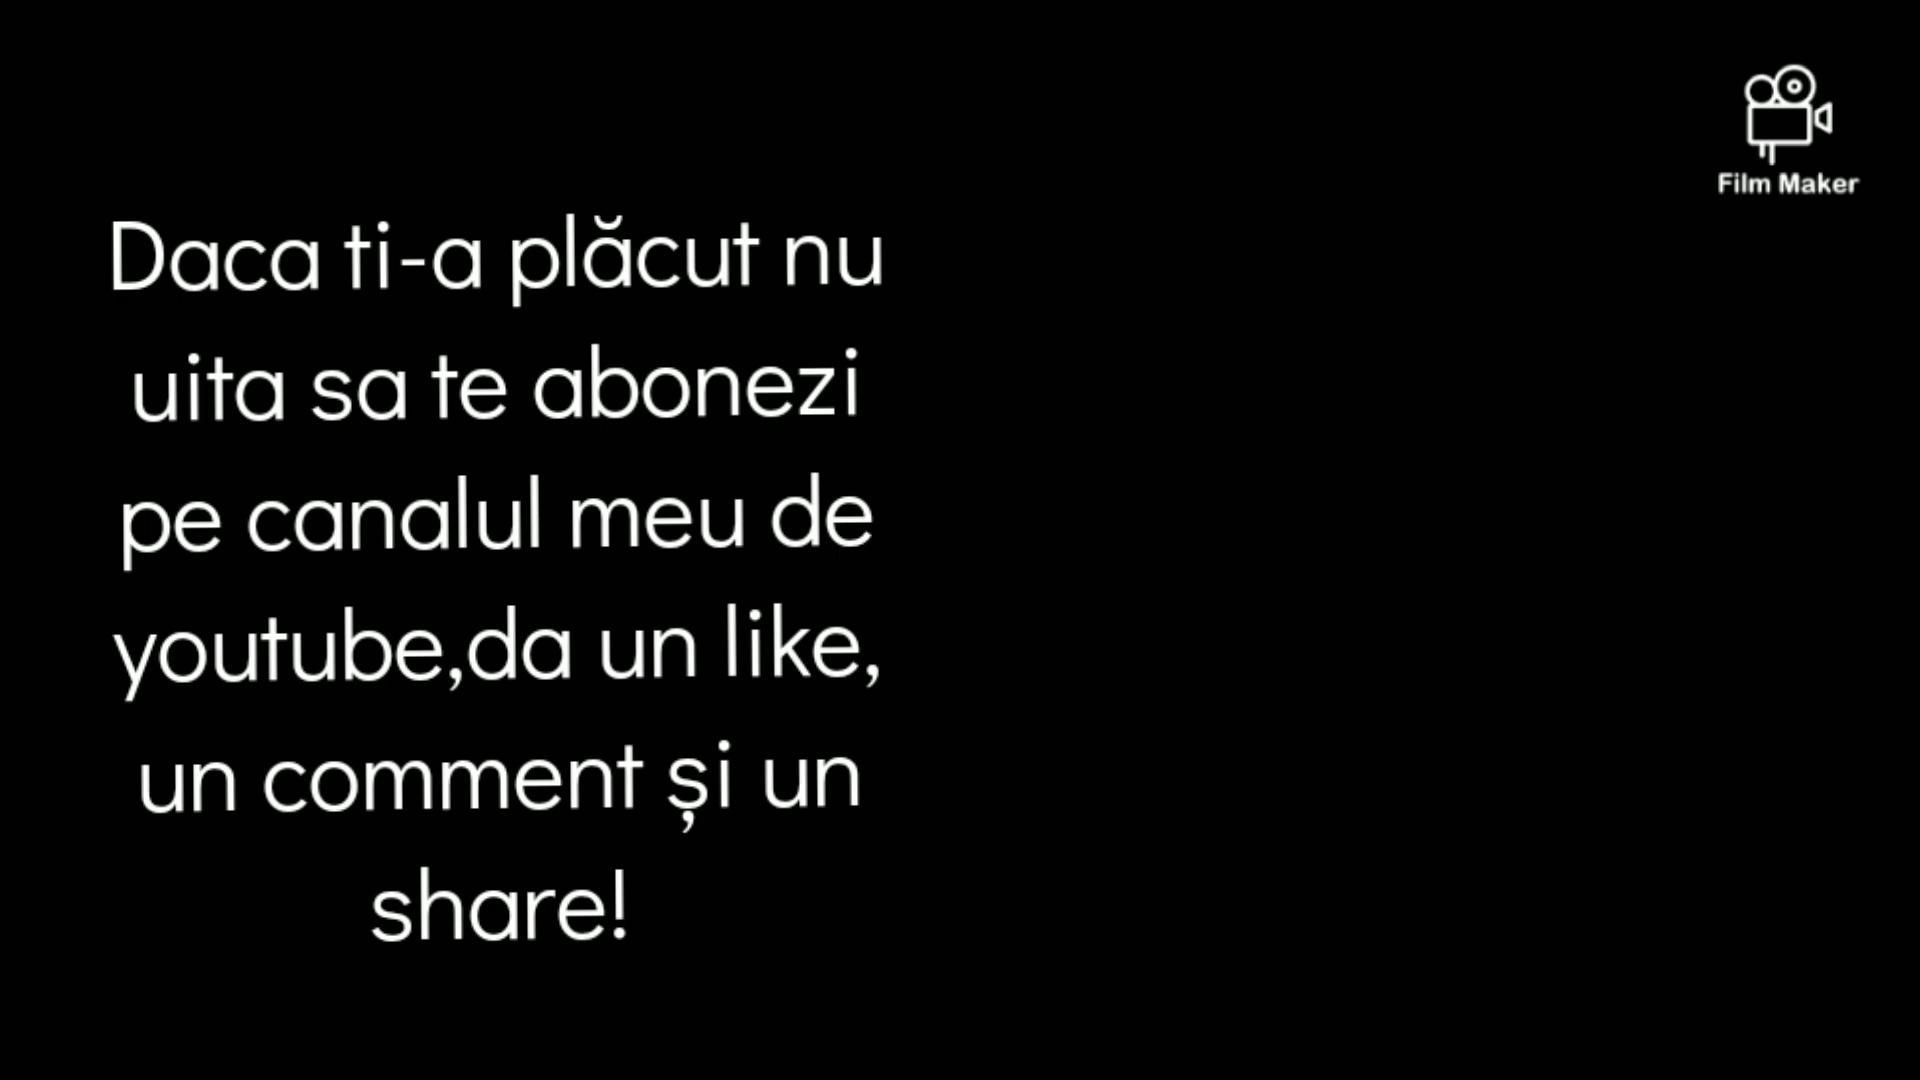 Film Maker
Daca ti-a plăcut nu
uita sa te abonezi
pe canalul meu de
youtube,da un like,
un comment și un
share!